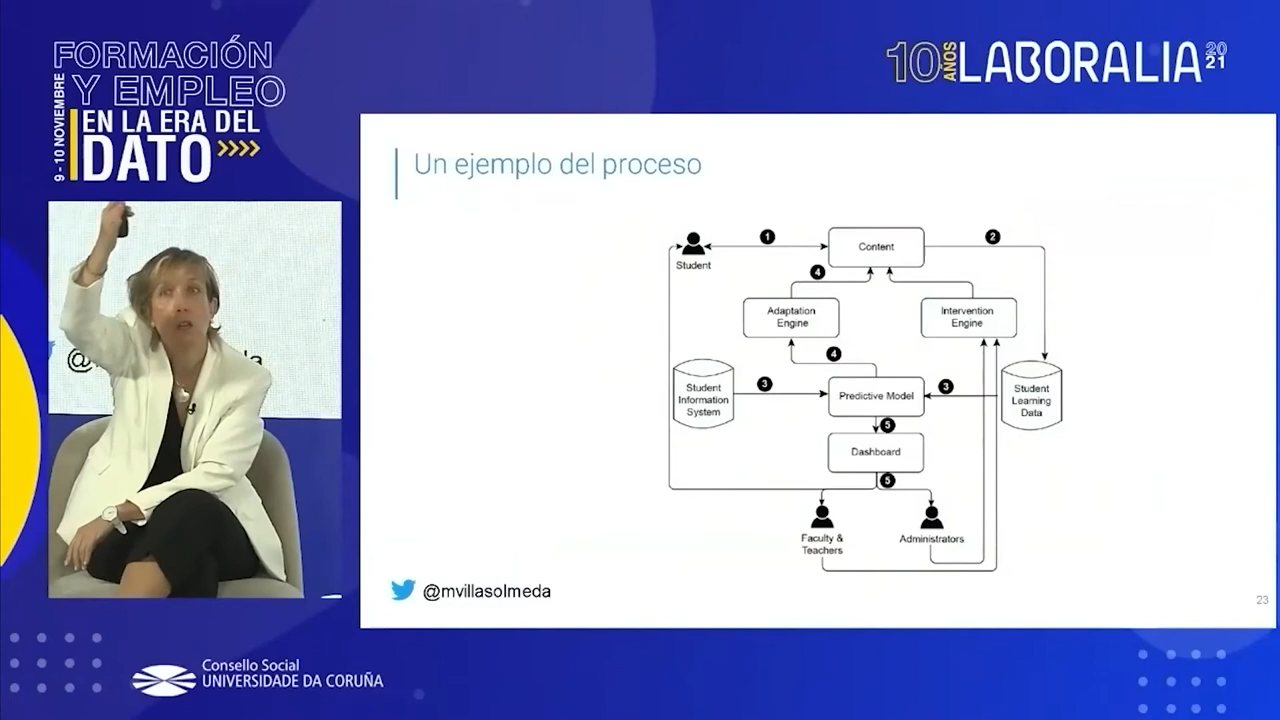 FORMACIÓN
Y EMPLEO
EN LA ERA DEL
DATO
9 - 10 NOVIEMBRE
10 AÑOS LABORALIA 20
21
Un ejemplo del proceso
1
Content
2
Student
4
Adaptation
Engine
Intervention
Engine
4
Student
Information
System
3
Predictive Model
3
Student
Learning
Data
5
Dashboard
5
Faculty &
Teachers
Administrators
@mvillasolmeda
23
Consello Social
UNIVERSIDADE DA CORUÑA